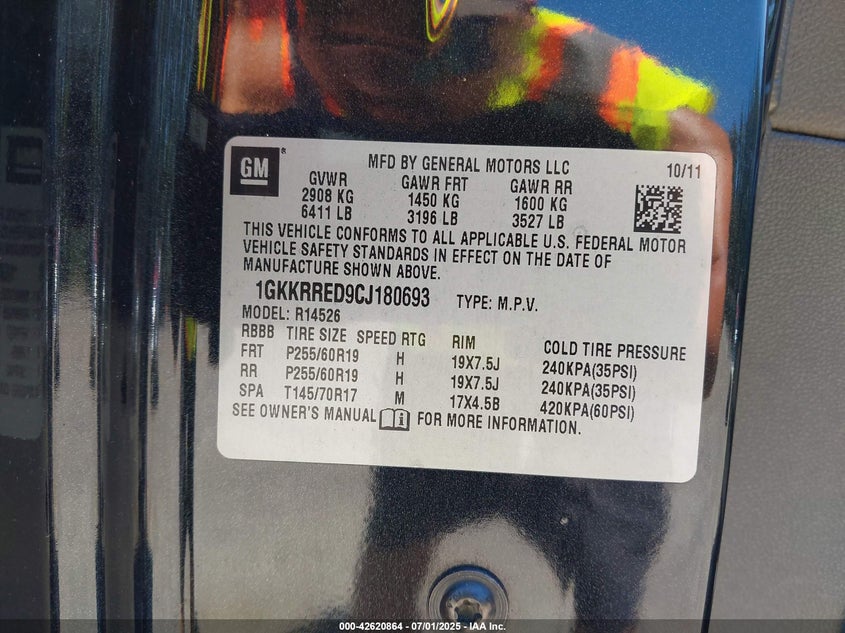 GM ®
MFD BY GENERAL MOTORS LLC
10/11
GVWR GAWR FRT GAWR RR
2908 KG 1450 KG 1600 KG
6411 LB 3196 LB 3527 LB
THIS VEHICLE CONFORMS TO ALL APPLICABLE U.S. FEDERAL MOTOR
VEHICLE SAFETY STANDARDS IN EFFECT ON THE DATE OF
MANUFACTURE SHOWN ABOVE.
1GKKRRED9CJ180693 TYPE: M.P.V.
MODEL: R14526
RBBB TIRE SIZE SPEED RTG RIM COLD TIRE PRESSURE
FRT P255/60R19 H 19X7.5J 240KPA(35PSI)
RR P255/60R19 H 19X7.5J 240KPA(35PSI)
SPA T145/70R17 M 17X4.5B 420KPA(60PSI)
SEE OWNER'S MANUAL FOR MORE INFORMATION.
000-42620864 - 07/01/2025 - IAA Inc.